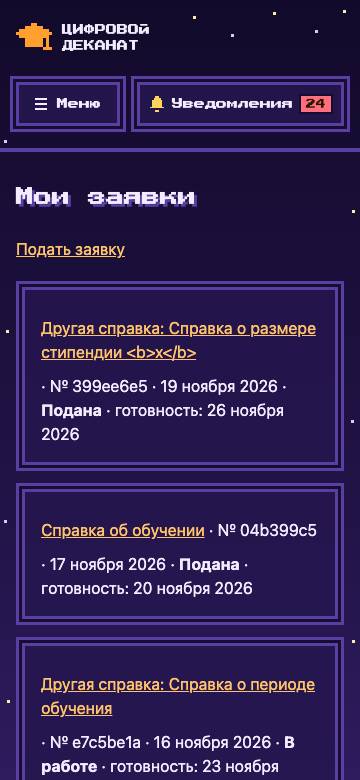 ЦИФРОВОЙ
ДЕКАНАТ
Меню
Уведомления 24
Мои заявки
Подать заявку
Другая справка: Справка о размере
стипендии <b>x</b>
· № 399ee6e5 · 19 ноября 2026 ·
Подана · готовность: 26 ноября
2026
Справка об обучении · № 04b399c5
· 17 ноября 2026 · Подана ·
готовность: 20 ноября 2026
Другая справка: Справка о периоде
обучения
· № e7c5be1a · 16 ноября 2026 · В
работе · готовность: 23 ноября